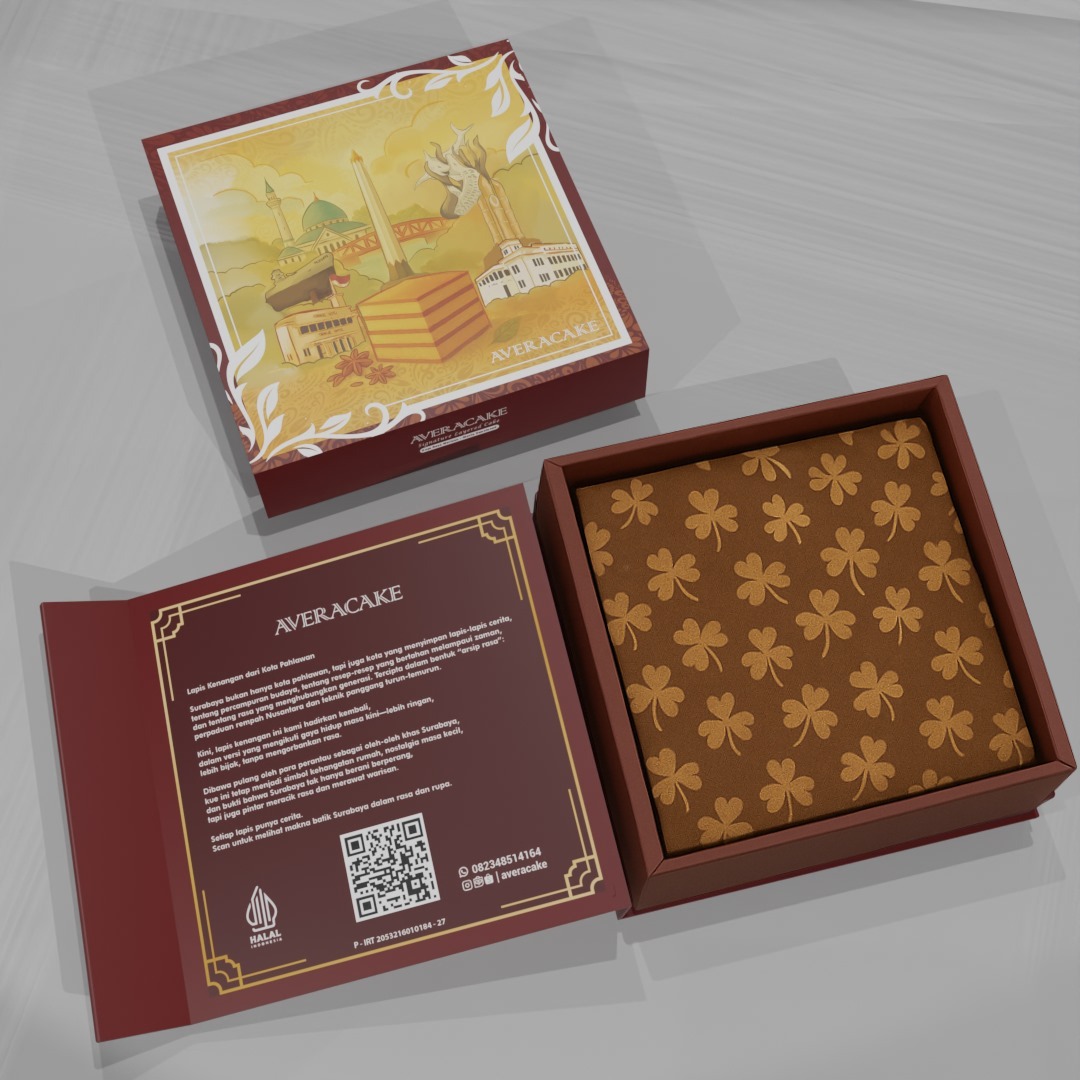 AVERACAKE
AVERACAKE
Signature Layered Cake
AVERACAKE
Lapis Kenangan dari Kota Pahlawan
Surabaya bukan hanya kota pahlawan, tapi juga kota yang menyimpan lapis-lapis cerita,
tentang percampuran budaya, tentang resep-resep yang bertahan melampaui zaman,
dan tentang rasa yang menghubungkan generasi. Tercipta dalam bentuk “arsip rasa”:
perpaduan rempah Nusantara dan teknik panggang turun-temurun.
Kini, lapis kenangan ini kami hadirkan kembali,
dalam versi yang mengikuti gaya hidup masa kini—lebih ringan,
lebih bijak, tanpa mengorbankan rasa.
Dibawa pulang oleh para perantau sebagai oleh-oleh khas Surabaya,
kue ini tetap menjadi simbol kehangatan rumah, nostalgia masa kecil,
dan bukti bahwa Surabaya tak hanya berani berperang,
tapi juga pintar meracik rasa dan merawat warisan.
Setiap lapis punya cerita.
Scan untuk melihat makna batik Surabaya dalam rasa dan rupa.
082348514164
| averacake
HALAL
INDONESIA
P - IRT 2053216010184 - 27